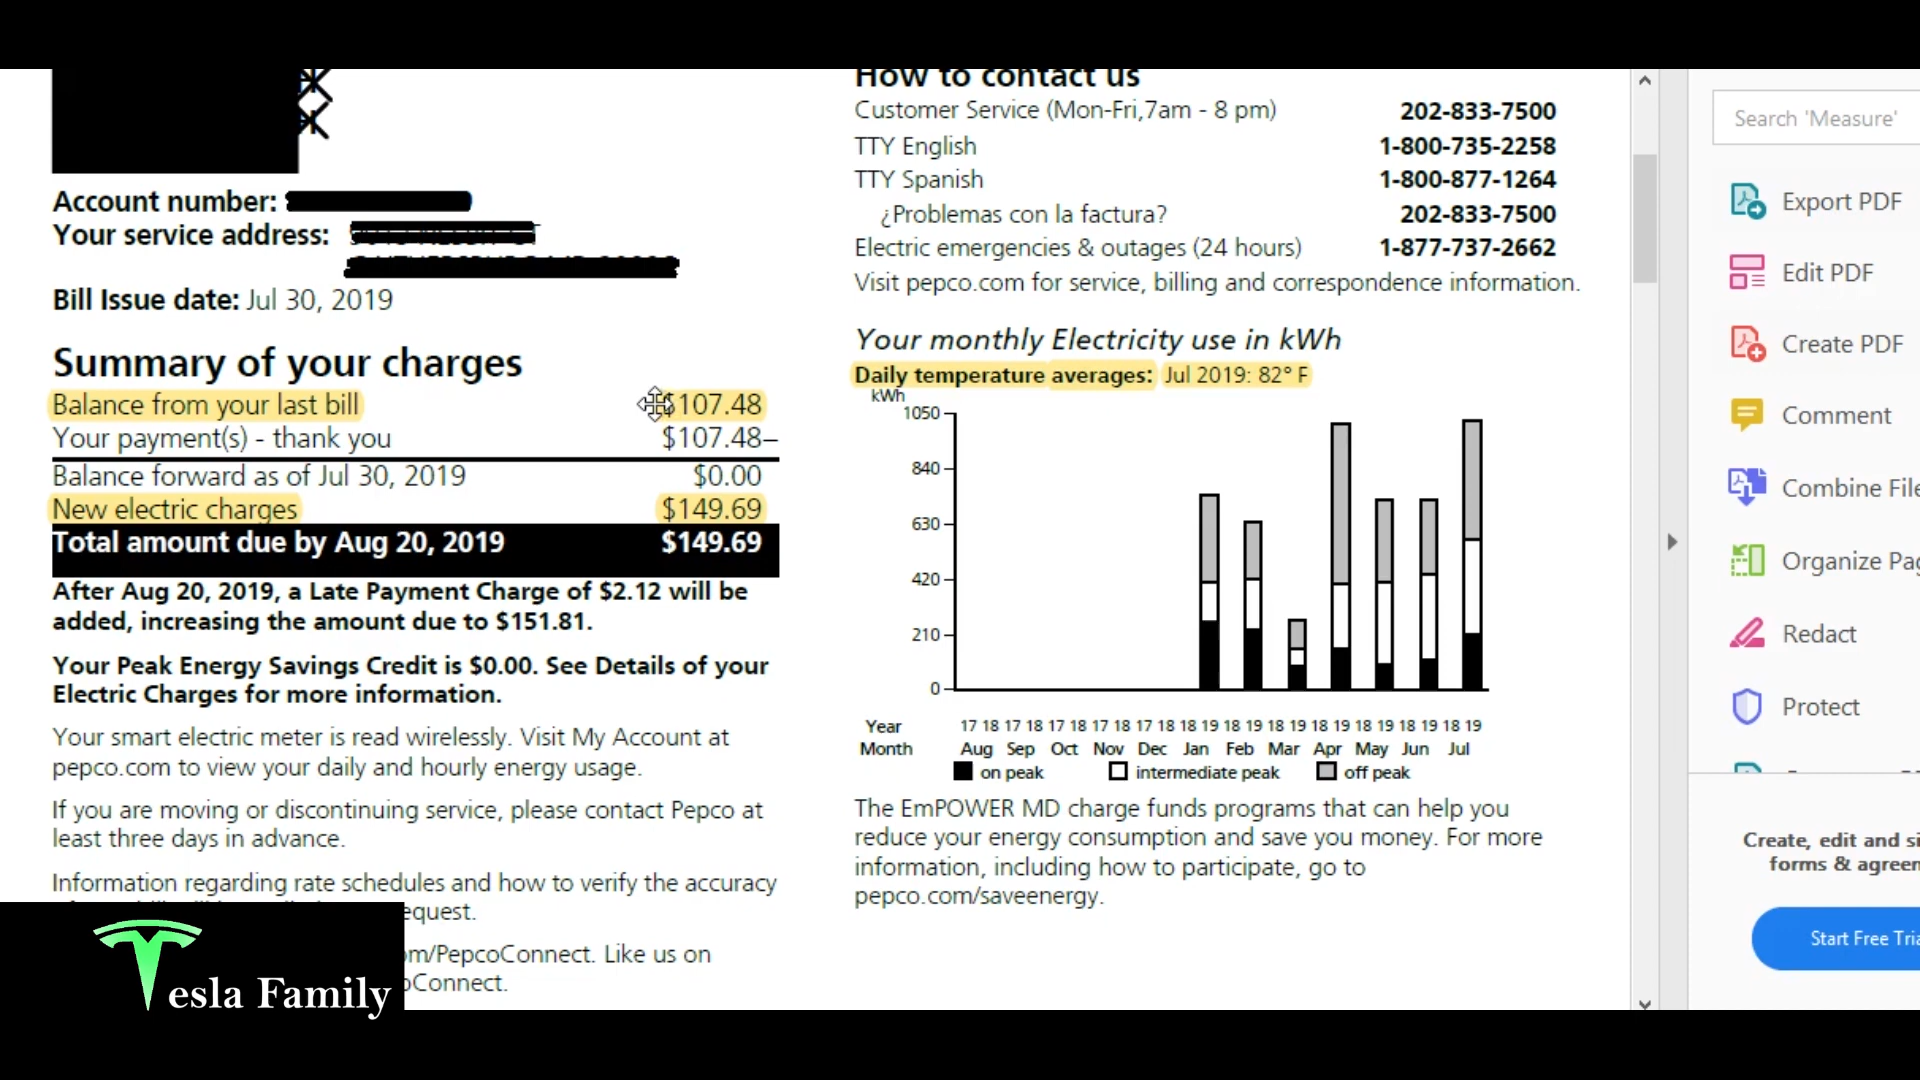 How to contact us
Customer Service (Mon-Fri,7am - 8 pm) 202-833-7500
TTY English 1-800-735-2258
TTY Spanish 1-800-877-1264
¿Problemas con la factura? 202-833-7500
Electric emergencies & outages (24 hours) 1-877-737-2662
Visit pepco.com for service, billing and correspondence information.
Account number:
Your service address:
Bill Issue date: Jul 30, 2019
Summary of your charges
Balance from your last bill $107.48
Your payment(s) - thank you $107.48–
Balance forward as of Jul 30, 2019 $0.00
New electric charges $149.69
Total amount due by Aug 20, 2019 $149.69
After Aug 20, 2019, a Late Payment Charge of $2.12 will be
added, increasing the amount due to $151.81.
Your Peak Energy Savings Credit is $0.00. See Details of your
Electric Charges for more information.
Your smart electric meter is read wirelessly. Visit My Account at
pepco.com to view your daily and hourly energy usage.
If you are moving or discontinuing service, please contact Pepco at
least three days in advance.
Information regarding rate schedules and how to verify the accuracy
equest.
om/PepcoConnect. Like us on
oConnect.
Tesla Family
Your monthly Electricity use in kWh
Daily temperature averages: Jul 2019: 82° F
kWh
1050
840
630
420
210
0
Year 17 18 17 18 17 18 17 18 17 18 18 19 18 19 18 19 18 19 18 19 18 19 18 19
Month Aug Sep Oct Nov Dec Jan Feb Mar Apr May Jun Jul
on peak intermediate peak off peak
The EmPOWER MD charge funds programs that can help you
reduce your energy consumption and save you money. For more
information, including how to participate, go to
pepco.com/saveenergy.
Search 'Measure'
Export PDF
Edit PDF
Create PDF
Comment
Combine File
Organize Pag
Redact
Protect
Create, edit and si
forms & agreem
Start Free Tria